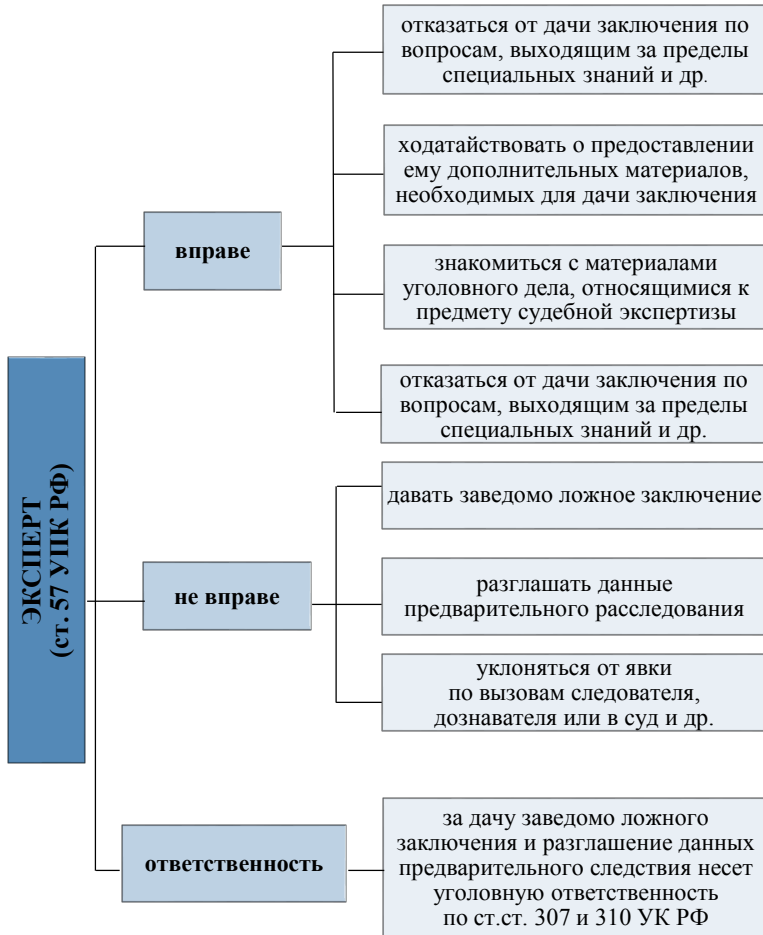 отказаться от дачи заключения по
вопросам, выходящим за пределы
специальных знаний и др.
ходатайствовать о предоставлении
ему дополнительных материалов,
необходимых для дачи заключения
вправе
знакомиться с материалами
уголовного дела, относящимися к
предмету судебной экспертизы
отказаться от дачи заключения по
вопросам, выходящим за пределы
специальных знаний и др.
ЭКСПЕРТ
(ст. 57 УПК РФ)
давать заведомо ложное заключение
не вправе
разглашать данные
предварительного расследования
уклоняться от явки
по вызовам следователя,
дознавателя или в суд и др.
ответственность
за дачу заведомо ложного
заключения и разглашение данных
предварительного следствия несет
уголовную ответственность
по ст.ст. 307 и 310 УК РФ